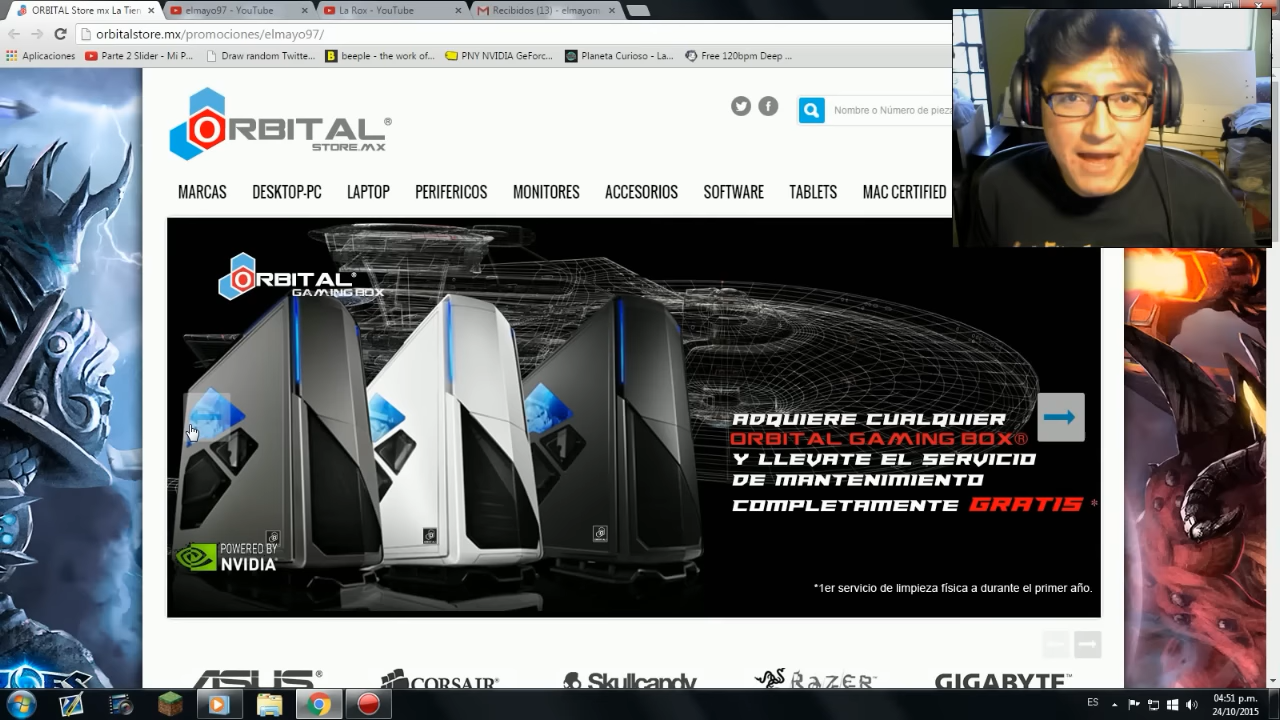 ORBITAL Store mx La Tien
elmayo97 - YouTube
La Rox - YouTube
Recibidos (13) - elmayom
orbitalstore.mx/promociones/elmayo97/
Aplicaciones
Parte 2 Slider - Mi P...
Draw random Twitte...
beeple - the work of...
PNY NVIDIA GeForc...
Planeta Curioso - La...
Free 120bpm Deep ...
ORBITAL®
STORE.MX
Nombre o Número de pieza
MARCAS DESKTOP-PC LAPTOP PERIFERICOS MONITORES ACCESORIOS SOFTWARE TABLETS MAC CERTIFIED
ORBITAL®
GAMING BOX
ADQUIERE CUALQUIER
ORBITAL GAMING BOX®
Y LLEVATE EL SERVICIO
DE MANTENIMIENTO
COMPLETAMENTE GRATIS *
POWERED BY
NVIDIA
*1er servicio de limpieza física a durante el primer año.
ASUS® CORSAIR® Skullcandy RAZER™ GIGABYTE™
ES
04:51 p.m.
24/10/2015